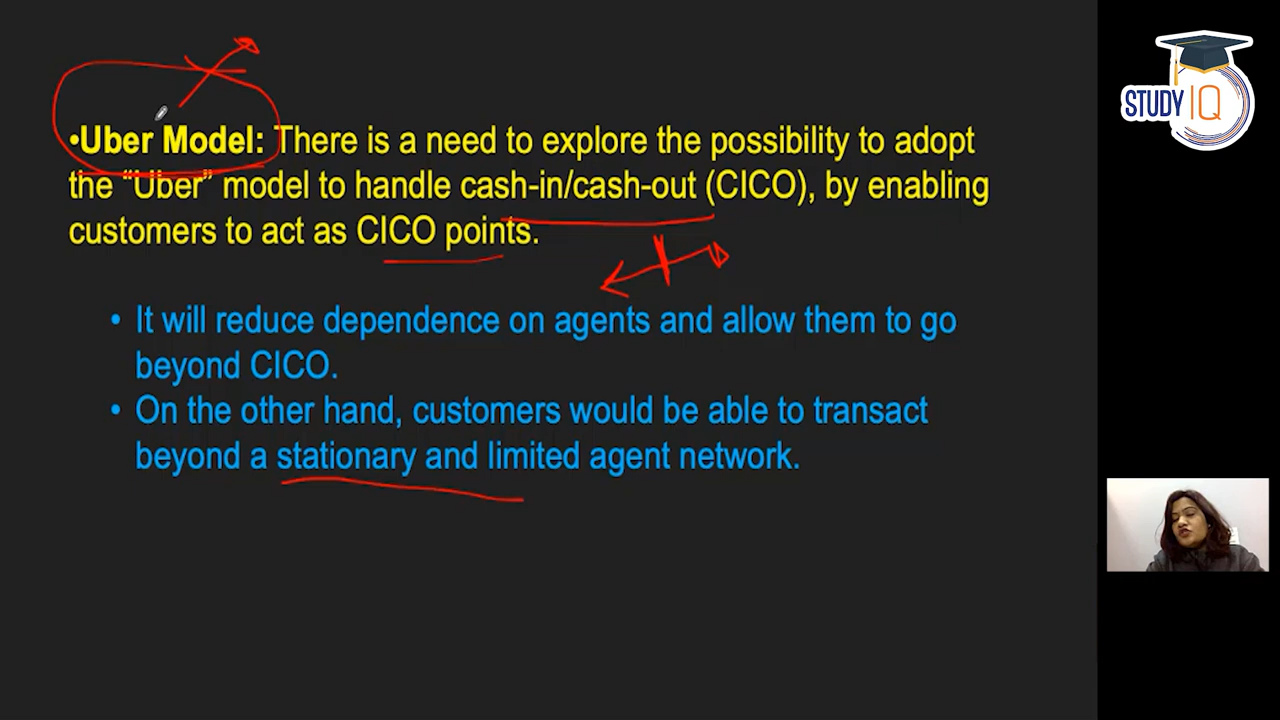 •Uber Model: There is a need to explore the possibility to adopt
the “Uber” model to handle cash-in/cash-out (CICO), by enabling
customers to act as CICO points.
• It will reduce dependence on agents and allow them to go
beyond CICO.
• On the other hand, customers would be able to transact
beyond a stationary and limited agent network.
STUDY IQ